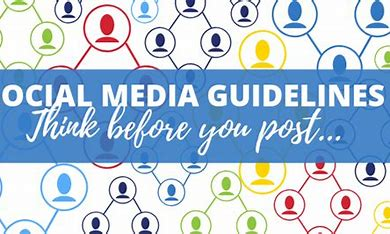 OCIAL MEDIA GUIDELINES
Think before you post...